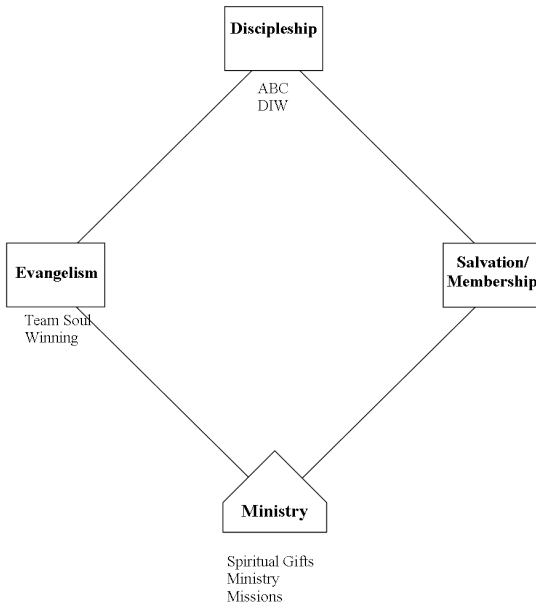 Discipleship
ABC
DIW
Evangelism
Team Soul
Winning
Salvation/
Membership
Ministry
Spiritual Gifts
Ministry
Missions